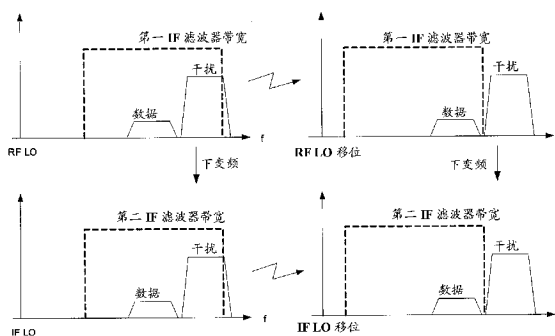 第一 IF 滤波器带宽
干扰
数据
f
RF LO
第一 IF 滤波器带宽
干扰
数据
RF LO 移位
下变频
下变频
第二 IF 滤波器带宽
干扰
数据
f
IF LO
第二 IF 滤波器带宽
干扰
数据
IF LO 移位